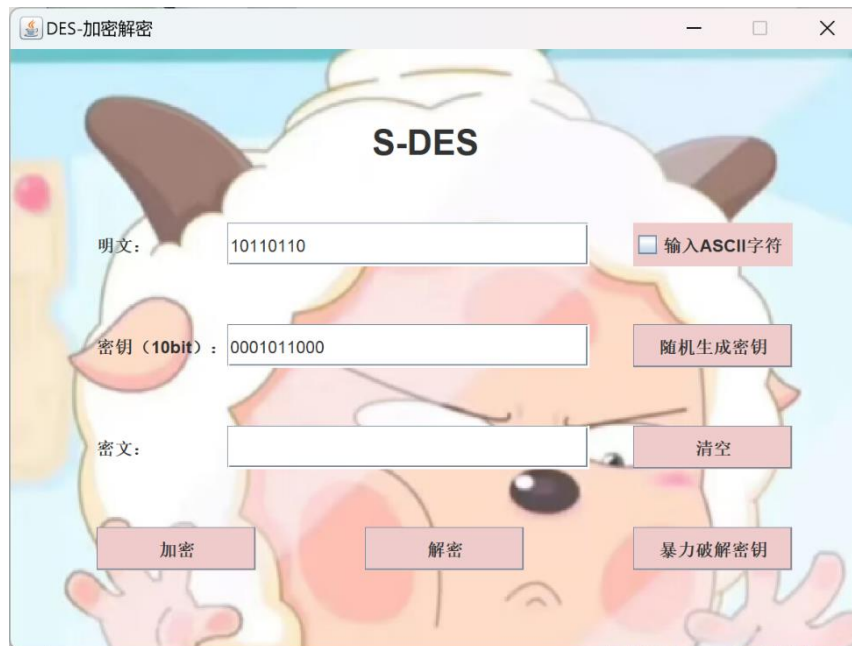 DES-加密解密
S-DES
明文： 10110110 输入ASCII字符
密钥（10bit）： 0001011000 随机生成密钥
密文： 清空
加密 解密 暴力破解密钥